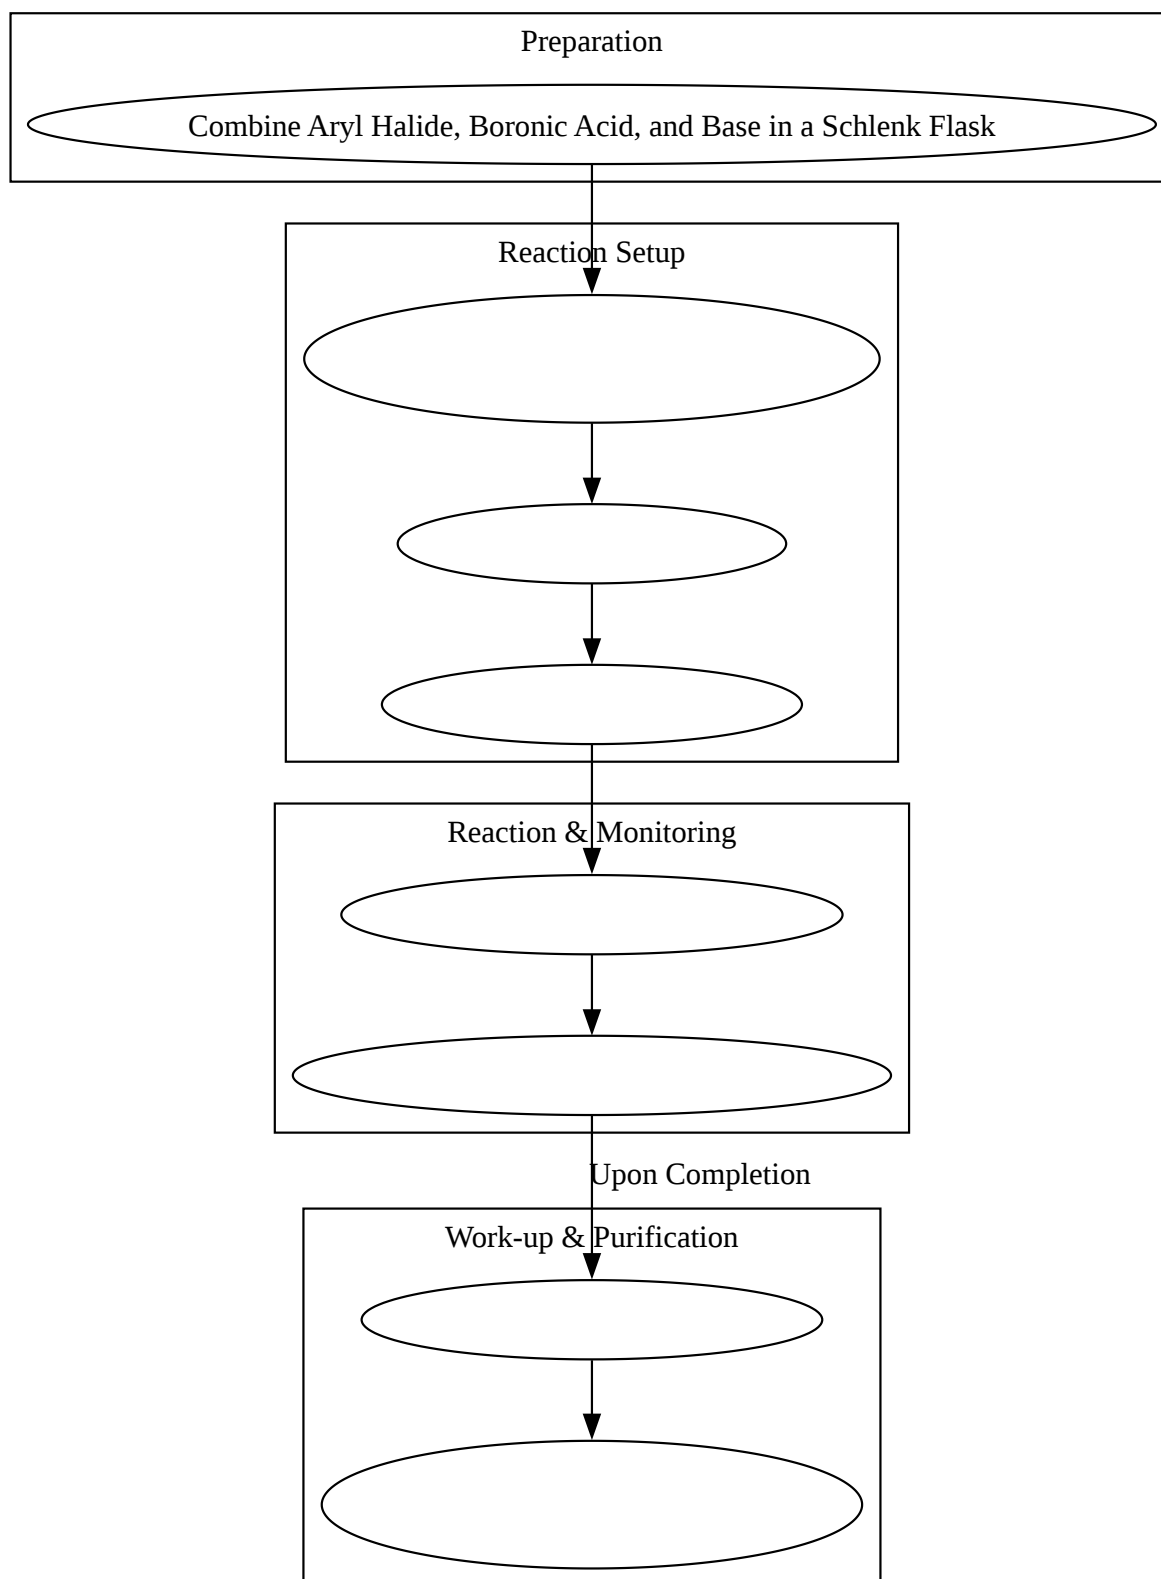 Preparation
Combine Aryl Halide, Boronic Acid, and Base in a Schlenk Flask
Reaction Setup
Reaction & Monitoring
Upon Completion
Work-up & Purification